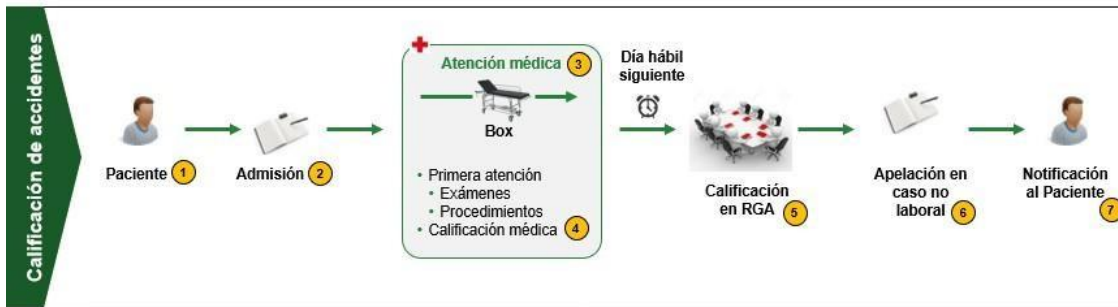 Calificación de accidentes
Paciente 1
Admisión 2
Atención médica 3
Box
• Primera atención
• Exámenes
• Procedimientos
• Calificación médica 4
Día hábil
siguiente
Calificación
en RGA 5
Apelación en
caso no
laboral 6
Notificación
al Paciente 7